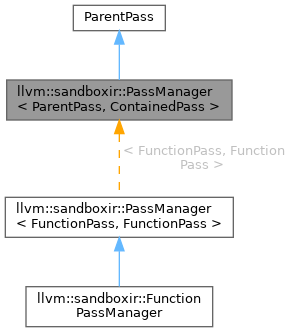 ParentPass
llvm::sandboxir::PassManager
< ParentPass, ContainedPass >
< FunctionPass, Function
Pass >
llvm::sandboxir::PassManager
< FunctionPass, FunctionPass >
llvm::sandboxir::Function
PassManager